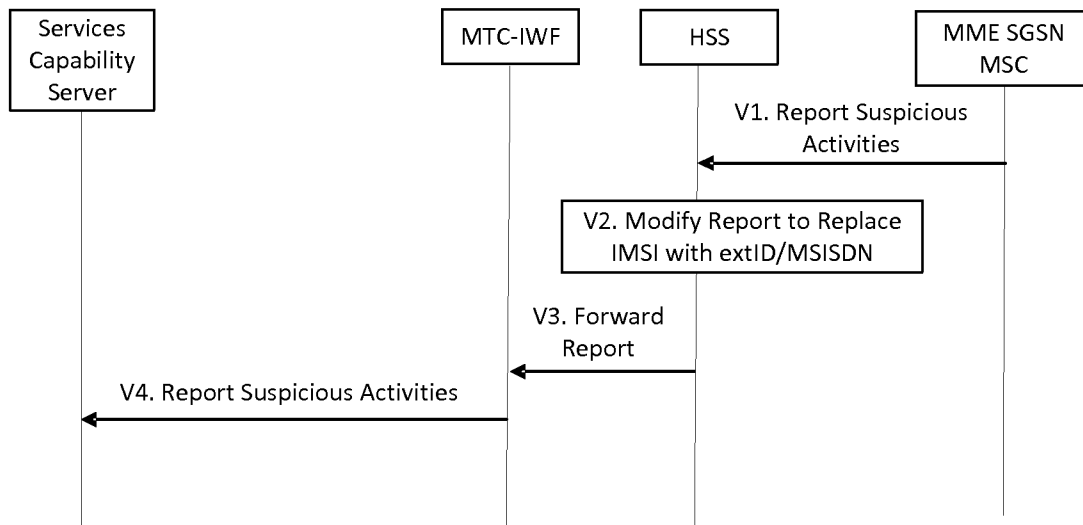 Services
Capability
Server
MTC-IWF
HSS
MME SGSN
MSC
V1. Report Suspicious
Activities
V2. Modify Report to Replace
IMSI with extID/MSISDN
V3. Forward
Report
V4. Report Suspicious Activities